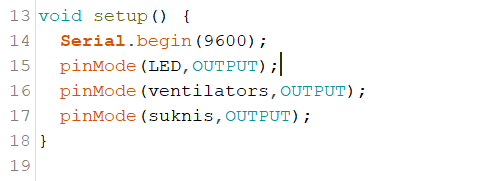 13 void setup() {
14   Serial.begin(9600);
15   pinMode(LED,OUTPUT);
16   pinMode(ventilators,OUTPUT);
17   pinMode(suknis,OUTPUT);
18 }
19